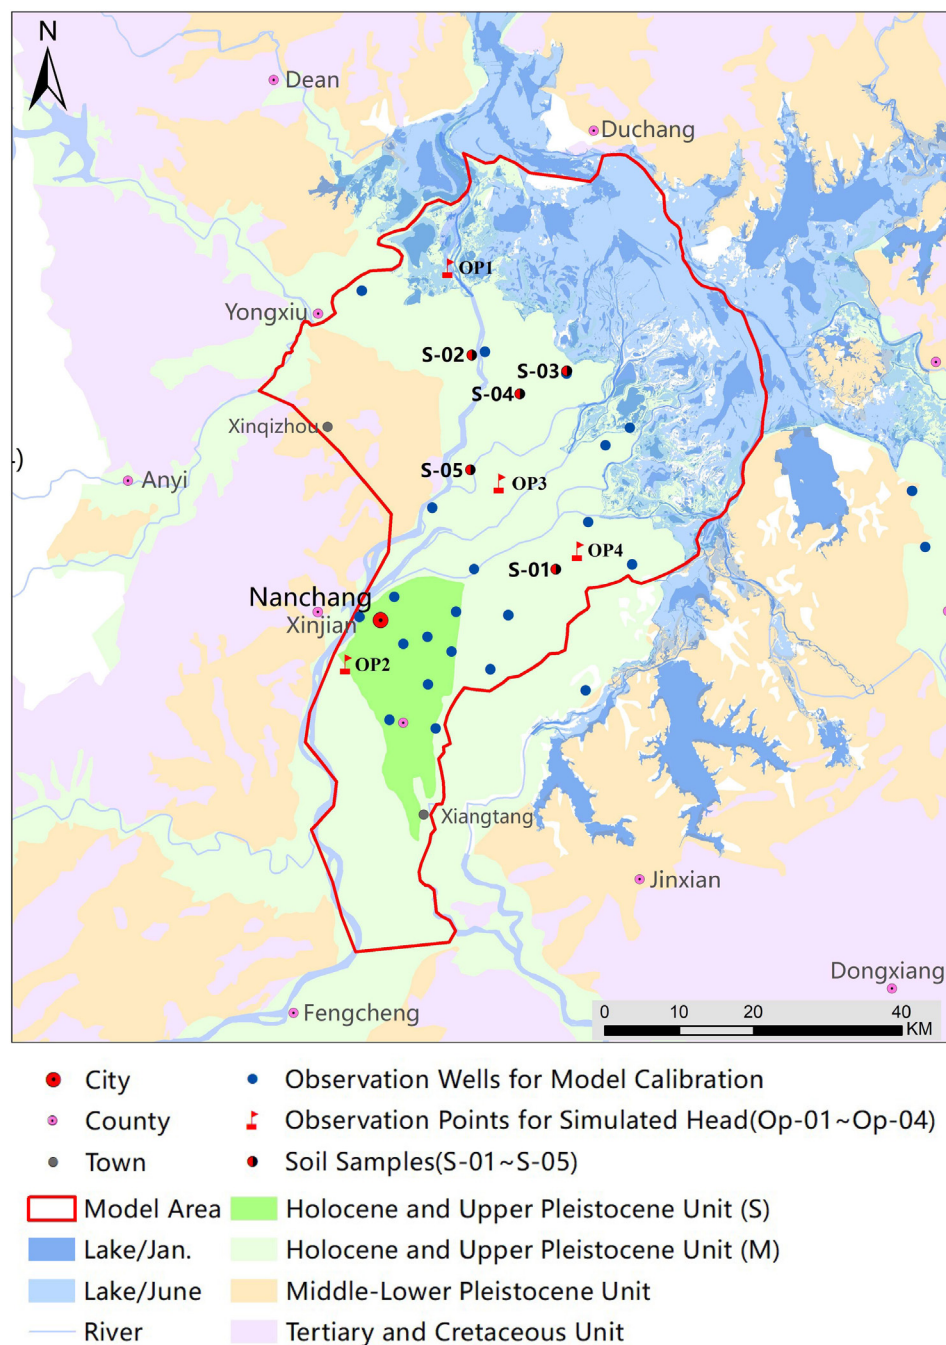 N
Dean
Duchang
OP1
Yongxiu
S-02
S-03
S-04
Xinqizhou
4)
Anyi
S-05
OP3
OP4
S-01
Nanchang
Xinjian
OP2
Xiangtang
Jinxian
Dongxiang
Fengcheng
0 10 20 40
KM
City
Observation Wells for Model Calibration
County
Observation Points for Simulated Head(Op-01~Op-04)
Town
Soil Samples(S-01~S-05)
Model Area
Holocene and Upper Pleistocene Unit (S)
Lake/Jan.
Holocene and Upper Pleistocene Unit (M)
Lake/June
Middle-Lower Pleistocene Unit
River
Tertiary and Cretaceous Unit